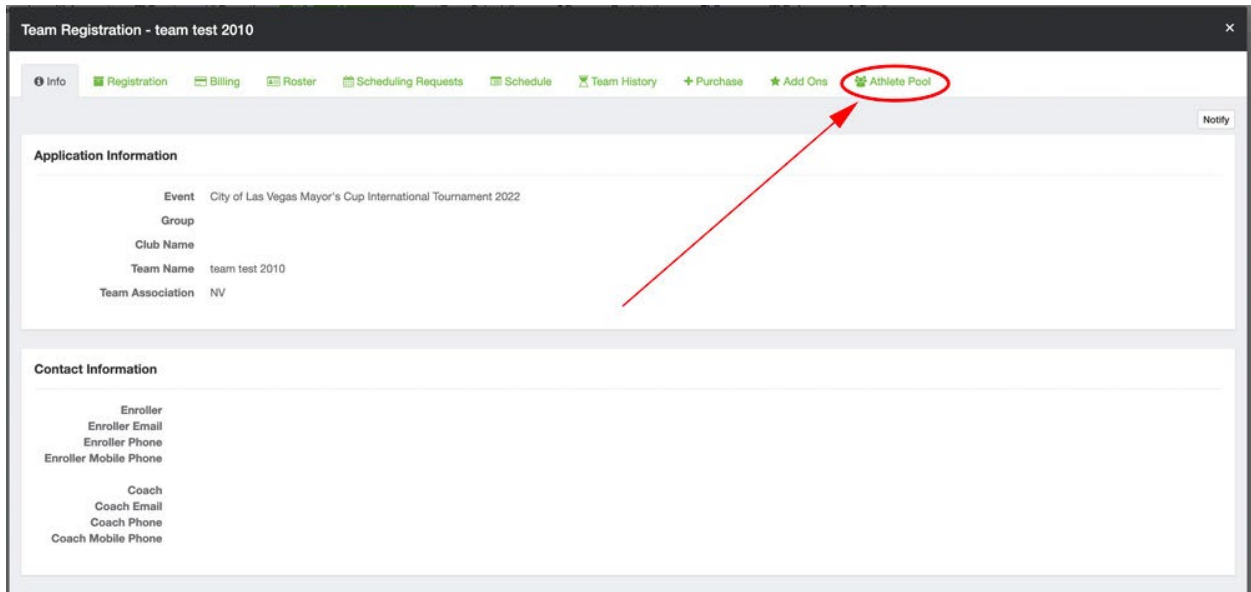 Team Registration - team test 2010 ×
Info Registration Billing Roster Scheduling Requests Schedule Team History + Purchase Add Ons Athlete Pool
Notify
Application Information
Event City of Las Vegas Mayor's Cup International Tournament 2022
Group
Club Name
Team Name team test 2010
Team Association NV
Contact Information
Enroller
Enroller Email
Enroller Phone
Enroller Mobile Phone
Coach
Coach Email
Coach Phone
Coach Mobile Phone